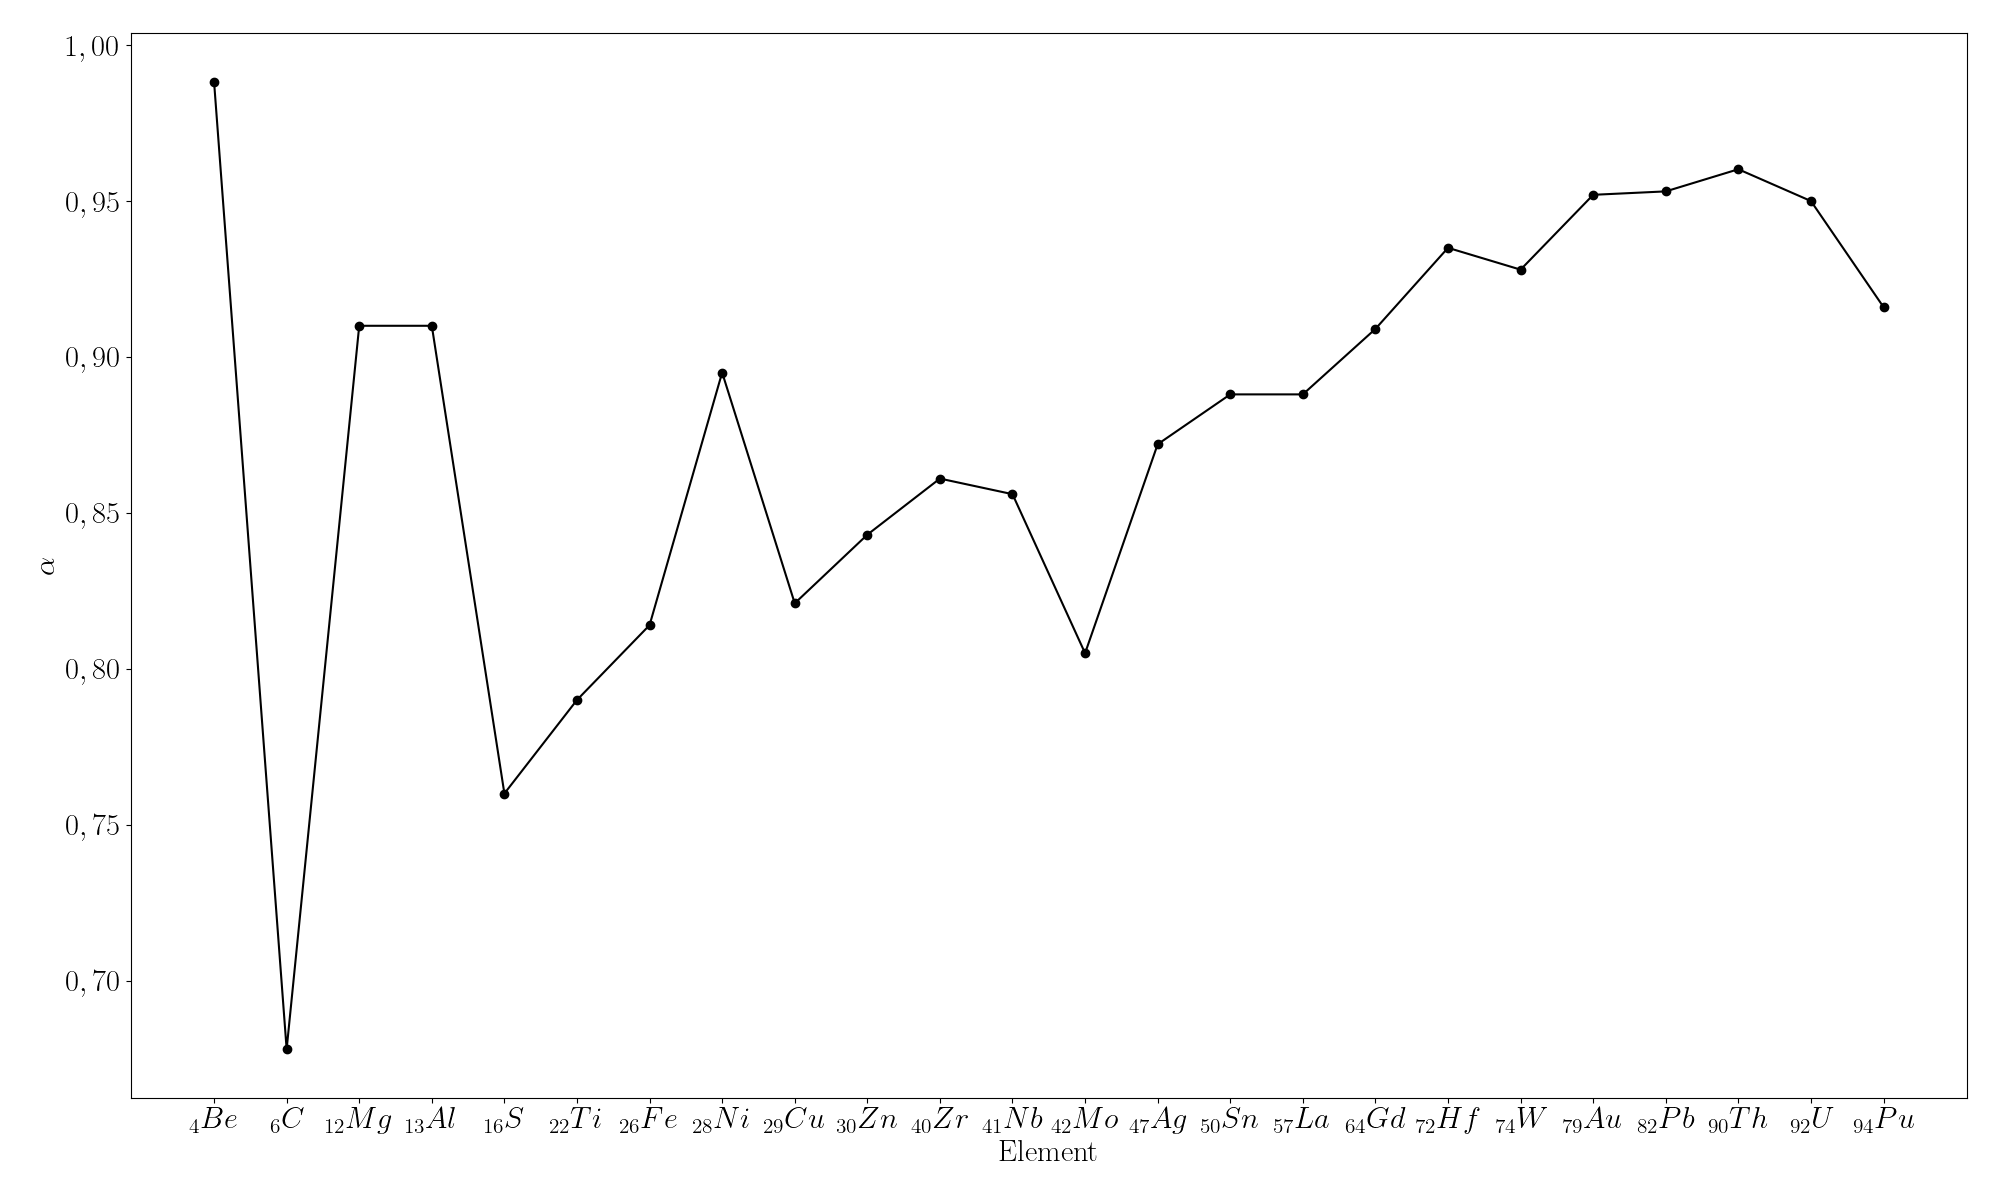 1,00
0,95
0,90
0,85
0,80
0,75
0,70
α
₄Be ₆C ₁₂Mg ₁₃Al ₁₆S ₂₂Ti ₂₆Fe ₂₈Ni ₂₉Cu ₃₀Zn ₄₀Zr ₄₁Nb ₄₂Mo ₄₇Ag ₅₀Sn ₅₇La ₆₄Gd ₇₂Hf ₇₄W ₇₉Au ₈₂Pb ₉₀Th ₉₂U ₉₄Pu
Element